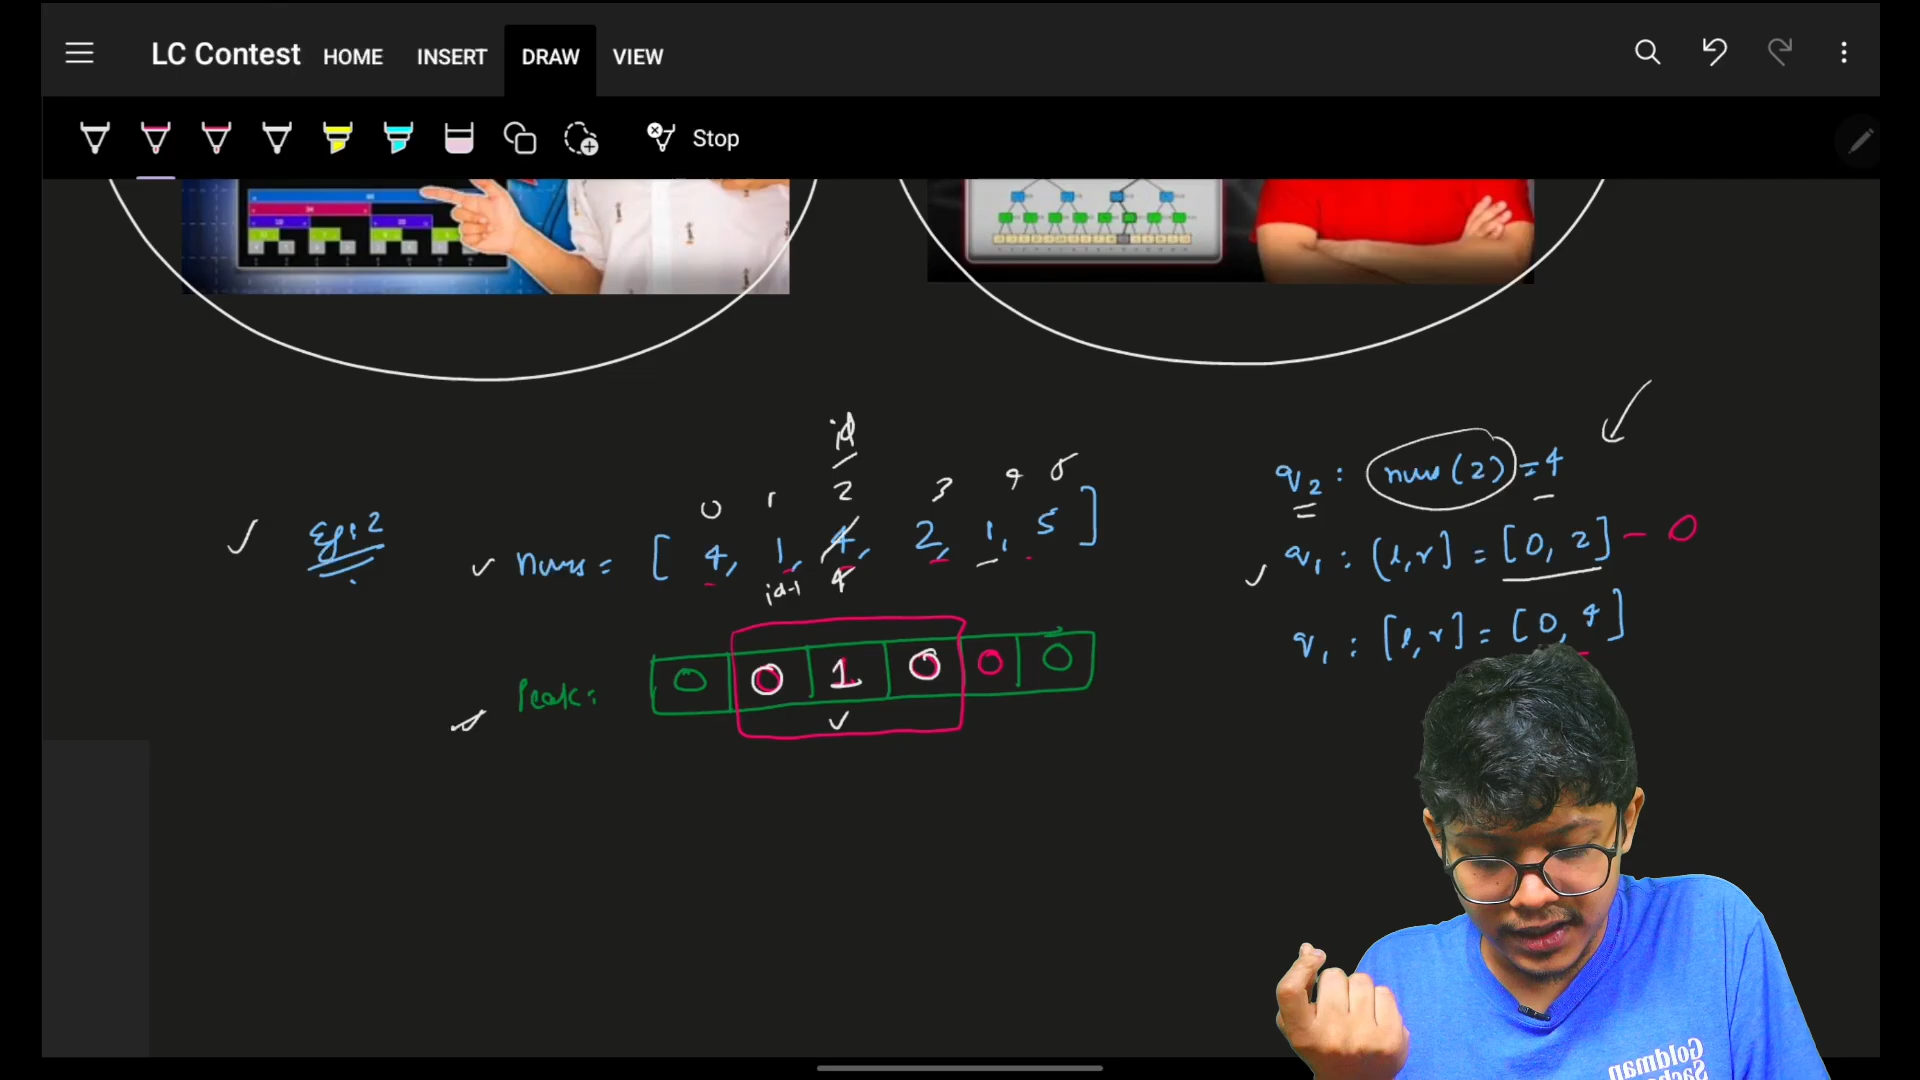 LC Contest HOME INSERT DRAW VIEW
Stop
id
0 1 2 3 4 5
Eg: 2
nums = [ 4, 1, 4, 2, 1, 5 ]
id-1 4
Peak: 0 0 1 0 0 0
q2 : nums(2) = 4
q1 : (l,r] = [0, 2] - 0
q1 : [l,r] = [0, 4]
Goldman
Sachs